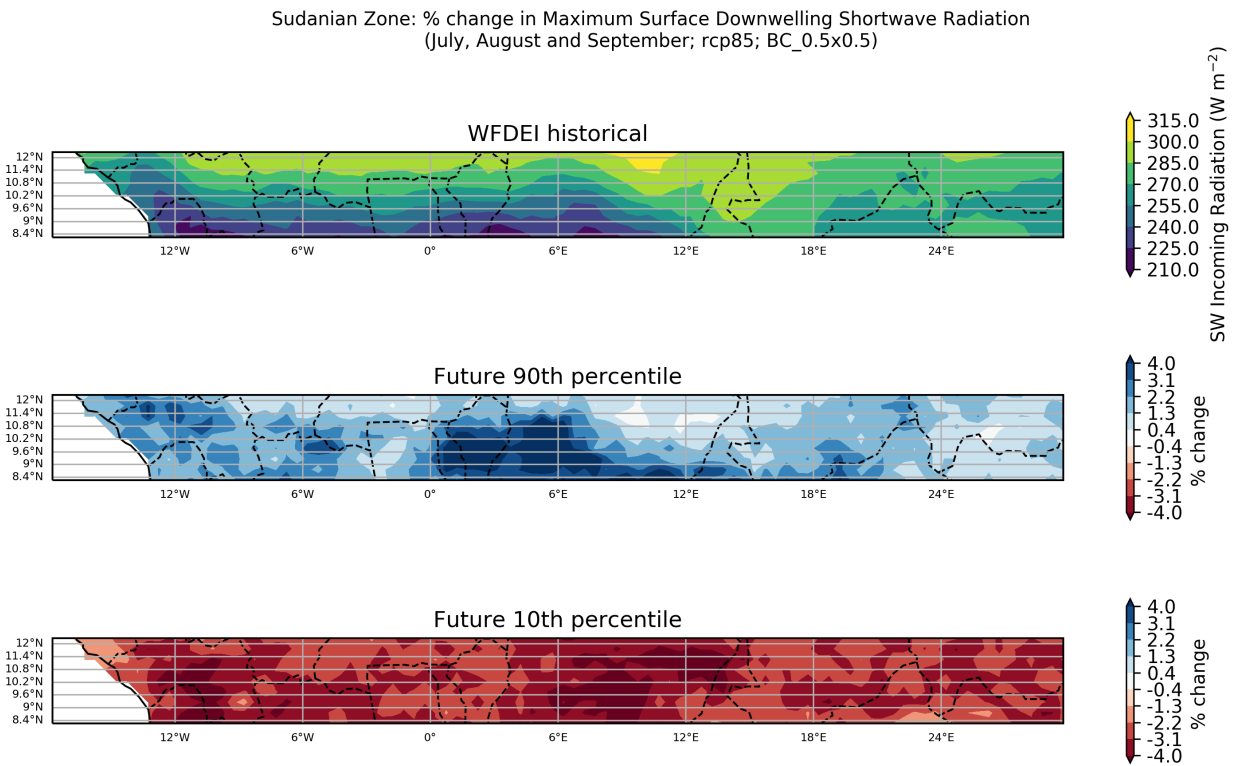 Sudanian Zone: % change in Maximum Surface Downwelling Shortwave Radiation
(July, August and September; rcp85; BC_0.5x0.5)
WFDEI historical
12°N
11.4°N
10.8°N
10.2°N
9.6°N
9°N
8.4°N
12°W 6°W 0° 6°E 12°E 18°E 24°E
315.0
300.0
285.0
270.0
255.0
240.0
225.0
210.0
SW Incoming Radiation (W m⁻²)
Future 90th percentile
12°N
11.4°N
10.8°N
10.2°N
9.6°N
9°N
8.4°N
12°W 6°W 0° 6°E 12°E 18°E 24°E
4.0
3.1
2.2
1.3
0.4
-0.4
-1.3
-2.2
-3.1
-4.0
% change
Future 10th percentile
12°N
11.4°N
10.8°N
10.2°N
9.6°N
9°N
8.4°N
12°W 6°W 0° 6°E 12°E 18°E 24°E
4.0
3.1
2.2
1.3
0.4
-0.4
-1.3
-2.2
-3.1
-4.0
% change